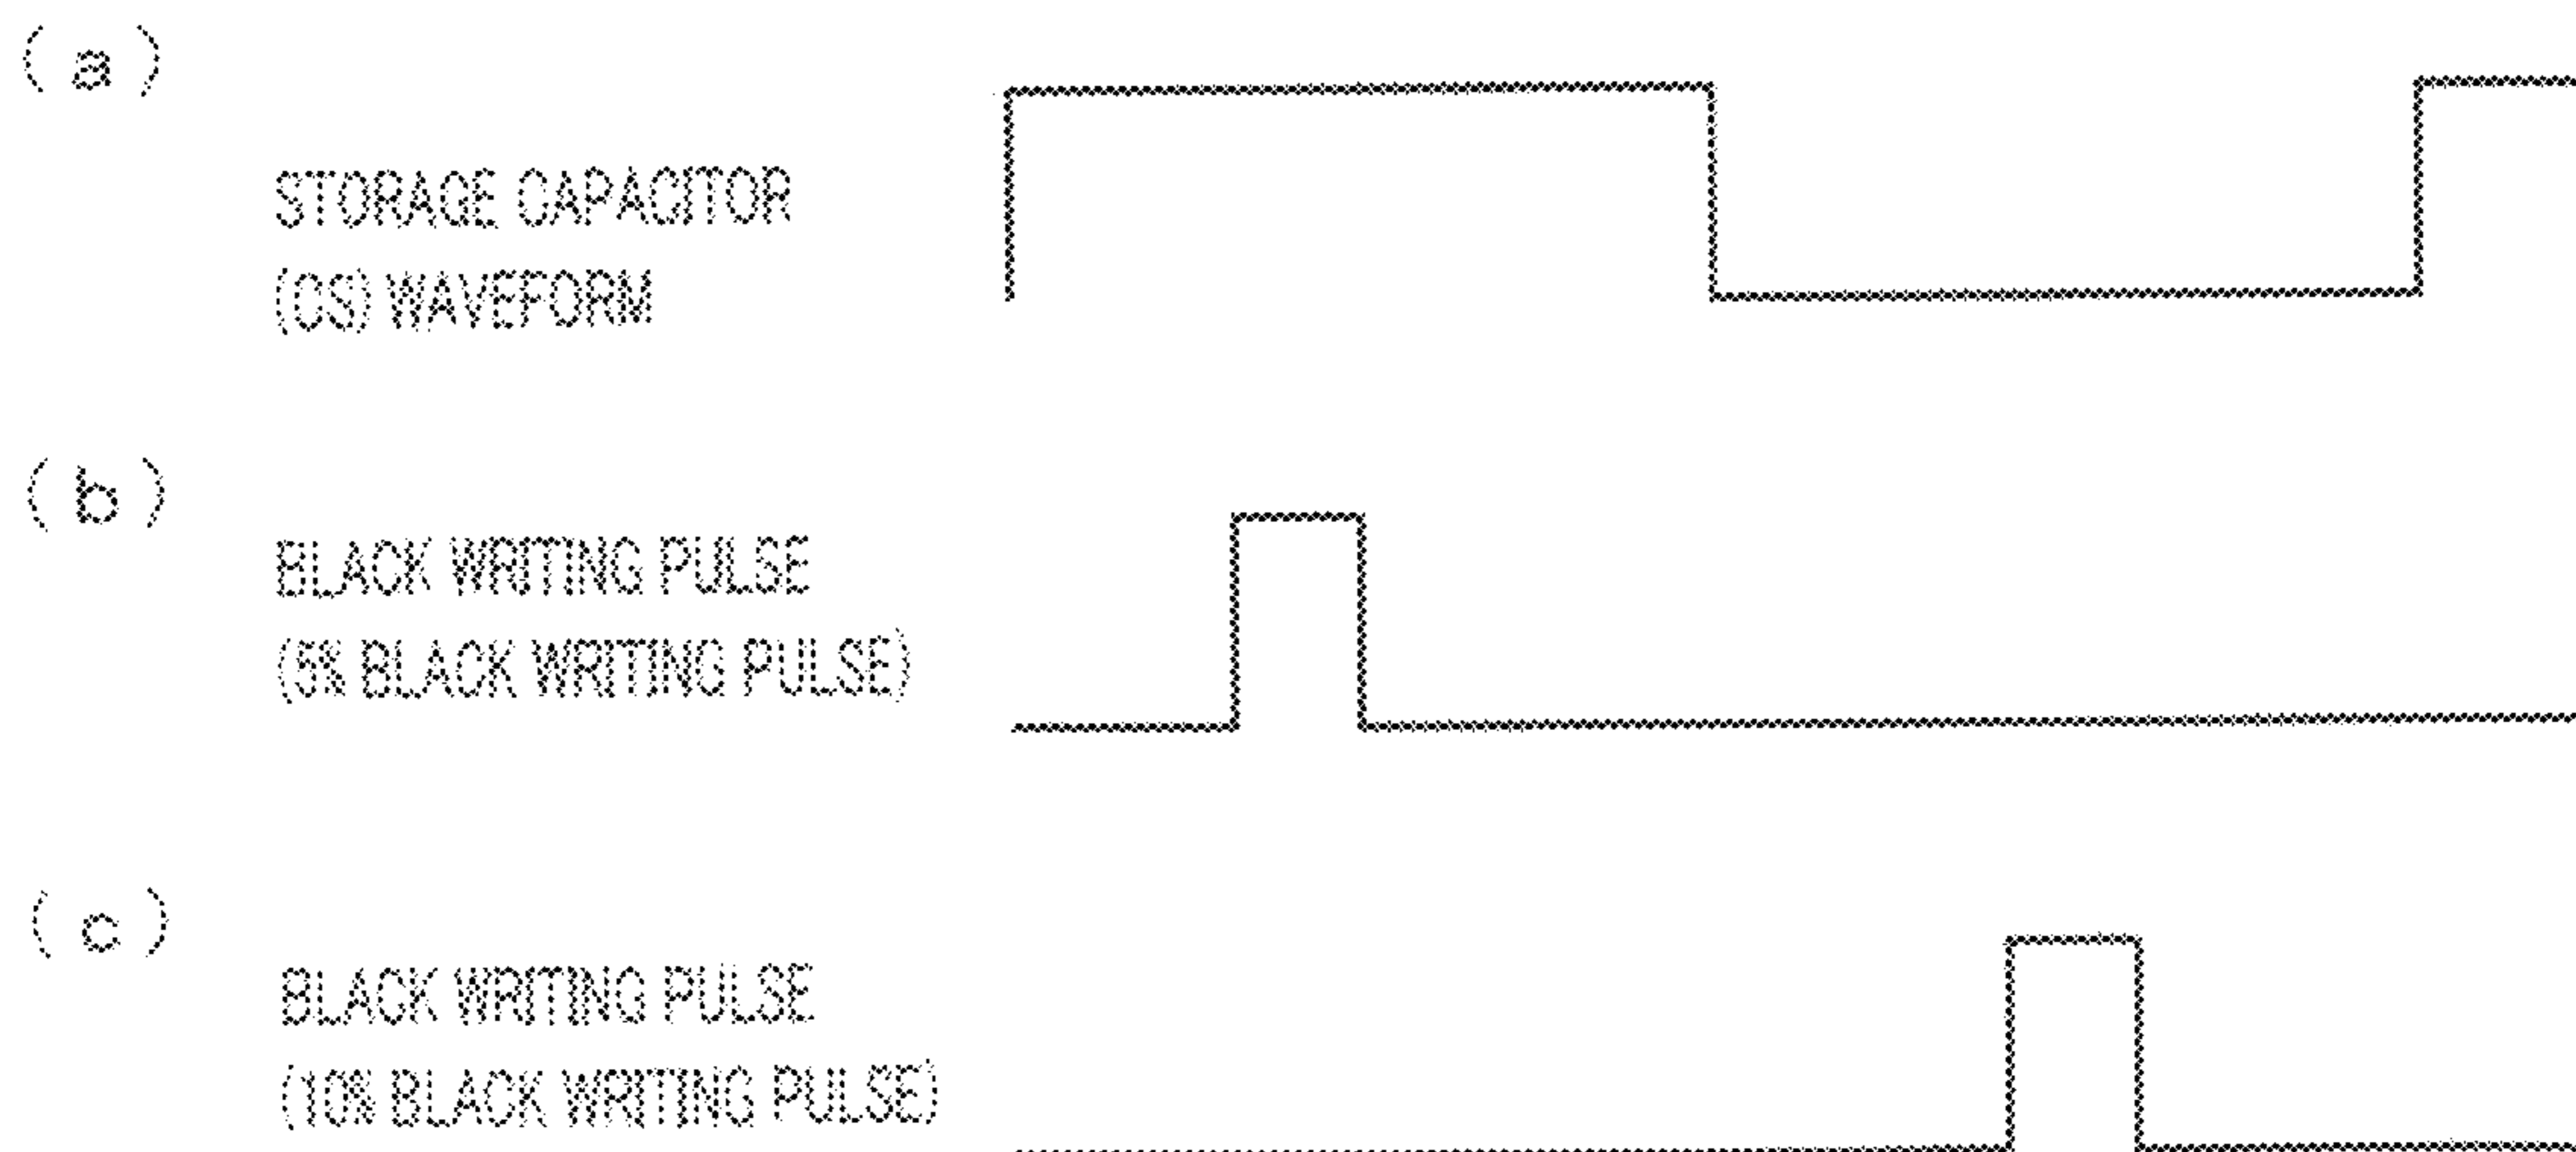 (a)
STORAGE CAPACITOR
(CS) WAVEFORM
(b)
BLACK WRITING PULSE
(5% BLACK WRITING PULSE)
(c)
BLACK WRITING PULSE
(10% BLACK WRITING PULSE)